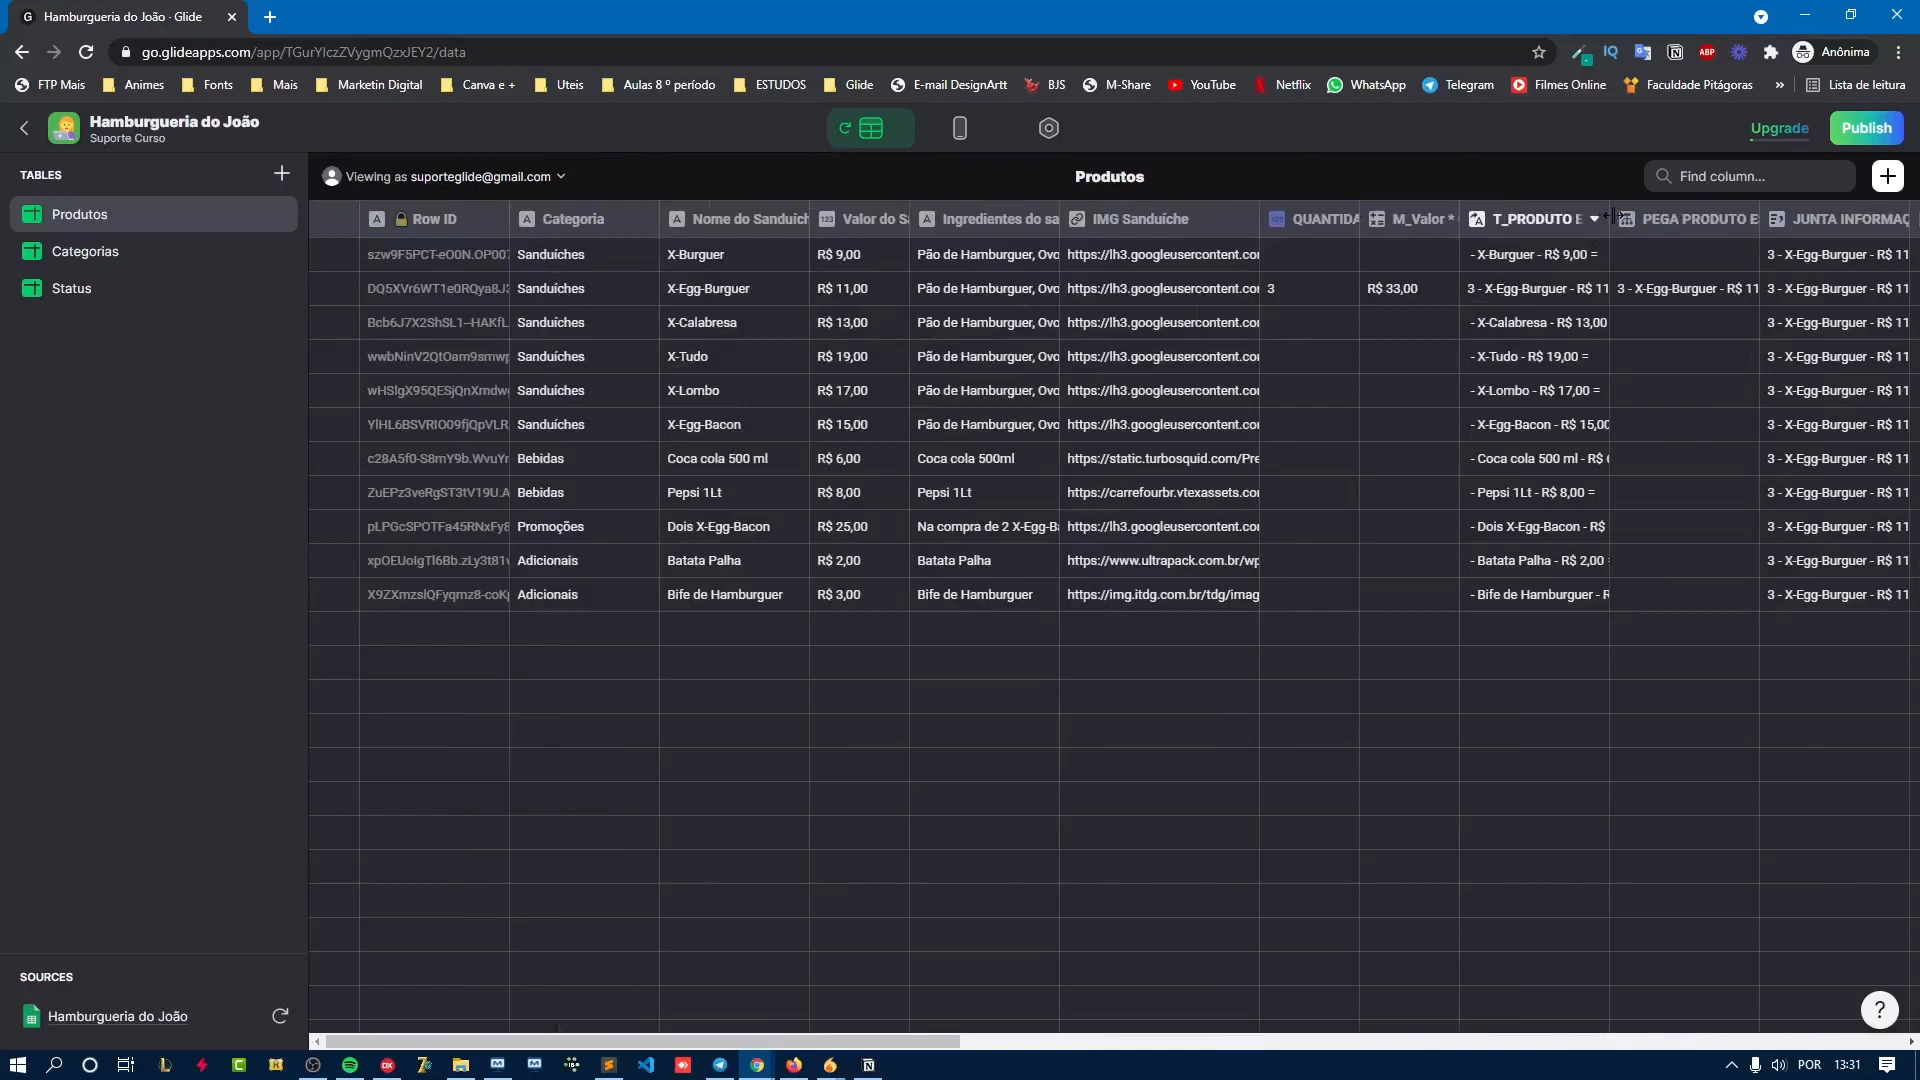 Hamburgueria do João · Glide
go.glideapps.com/app/TGurYlczZVygmQzxJEY2/data
Anônima
FTP Mais Animes Fonts Mais Marketin Digital Canva e + Uteis Aulas 8 º período ESTUDOS Glide E-mail DesignArtt BJS M-Share YouTube Netflix WhatsApp Telegram Filmes Online Faculdade Pitágoras » Lista de leitura
Hamburgueria do João
Suporte Curso
Upgrade Publish
TABLES
Produtos
Categorias
Status
SOURCES
Hamburgueria do João
Viewing as suporteglide@gmail.com
Produtos
Find column...
Row ID Categoria Nome do Sanduích Valor do Sa Ingredientes do sa IMG Sanduíche QUANTIDA M_Valor * T_PRODUTO E PEGA PRODUTO E JUNTA INFORMAÇ
Sanduíches X-Burguer R$ 9,00 Pão de Hamburguer, Ovo https://lh3.googleusercontent.co - X-Burguer - R$ 9,00 = 3 - X-Egg-Burguer - R$ 11
Sanduíches X-Egg-Burguer R$ 11,00 Pão de Hamburguer, Ovo https://lh3.googleusercontent.co 3 R$ 33,00 3 - X-Egg-Burguer - R$ 11 3 - X-Egg-Burguer - R$ 11 3 - X-Egg-Burguer - R$ 11
Sanduíches X-Calabresa R$ 13,00 Pão de Hamburguer, Ovo https://lh3.googleusercontent.co - X-Calabresa - R$ 13,00 3 - X-Egg-Burguer - R$ 11
Sanduíches X-Tudo R$ 19,00 Pão de Hamburguer, Ovo https://lh3.googleusercontent.co - X-Tudo - R$ 19,00 = 3 - X-Egg-Burguer - R$ 11
Sanduíches X-Lombo R$ 17,00 Pão de Hamburguer, Ovo https://lh3.googleusercontent.co - X-Lombo - R$ 17,00 = 3 - X-Egg-Burguer - R$ 11
Sanduíches X-Egg-Bacon R$ 15,00 Pão de Hamburguer, Ovo https://lh3.googleusercontent.co - X-Egg-Bacon - R$ 15,00 3 - X-Egg-Burguer - R$ 11
Bebidas Coca cola 500 ml R$ 6,00 Coca cola 500ml https://static.turbosquid.com/Pre - Coca cola 500 ml - R$ 6 3 - X-Egg-Burguer - R$ 11
Bebidas Pepsi 1Lt R$ 8,00 Pepsi 1Lt https://carrefourbr.vtexassets.co - Pepsi 1Lt - R$ 8,00 = 3 - X-Egg-Burguer - R$ 11
Promoções Dois X-Egg-Bacon R$ 25,00 Na compra de 2 X-Egg-B https://lh3.googleusercontent.co - Dois X-Egg-Bacon - R$ 3 - X-Egg-Burguer - R$ 11
Adicionais Batata Palha R$ 2,00 Batata Palha https://www.ultrapack.com.br/wp - Batata Palha - R$ 2,00 = 3 - X-Egg-Burguer - R$ 11
Adicionais Bife de Hamburguer R$ 3,00 Bife de Hamburguer https://img.itdg.com.br/tdg/imag - Bife de Hamburguer - R 3 - X-Egg-Burguer - R$ 11
?
POR 13:31